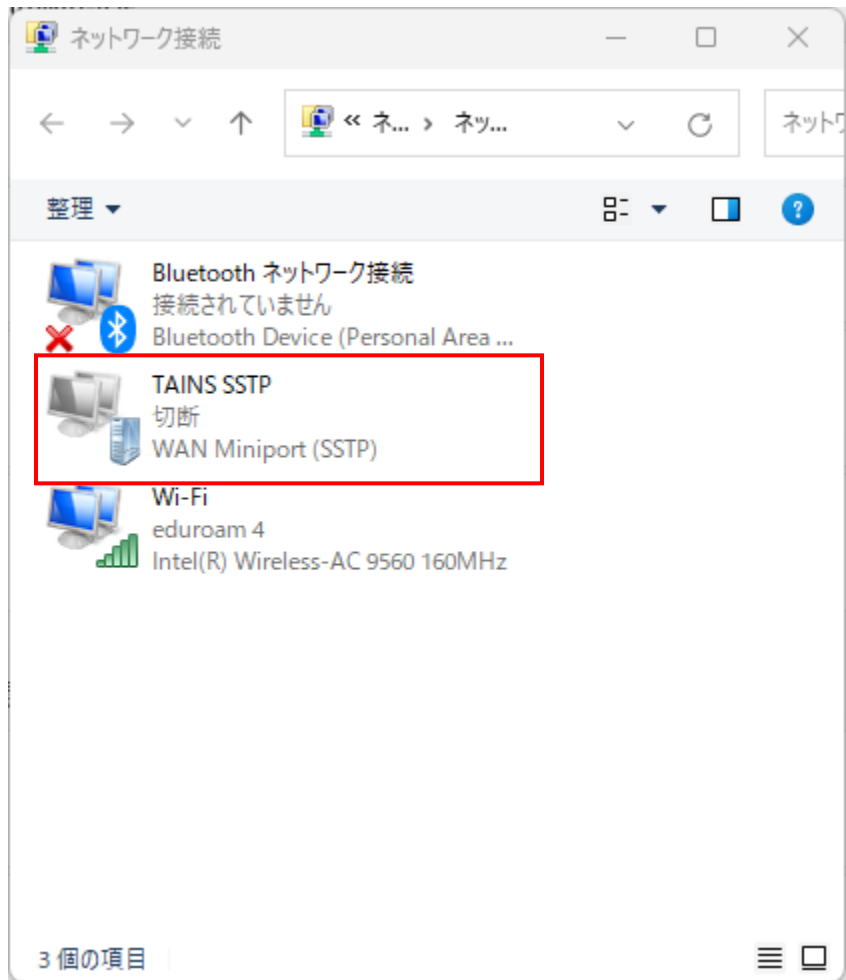 ネットワーク接続
« ネ... › ネッ...
ネットワ
整理
?
Bluetooth ネットワーク接続
接続されていません
Bluetooth Device (Personal Area ...
TAINS SSTP
切断
WAN Miniport (SSTP)
Wi-Fi
eduroam 4
Intel(R) Wireless-AC 9560 160MHz
3 個の項目